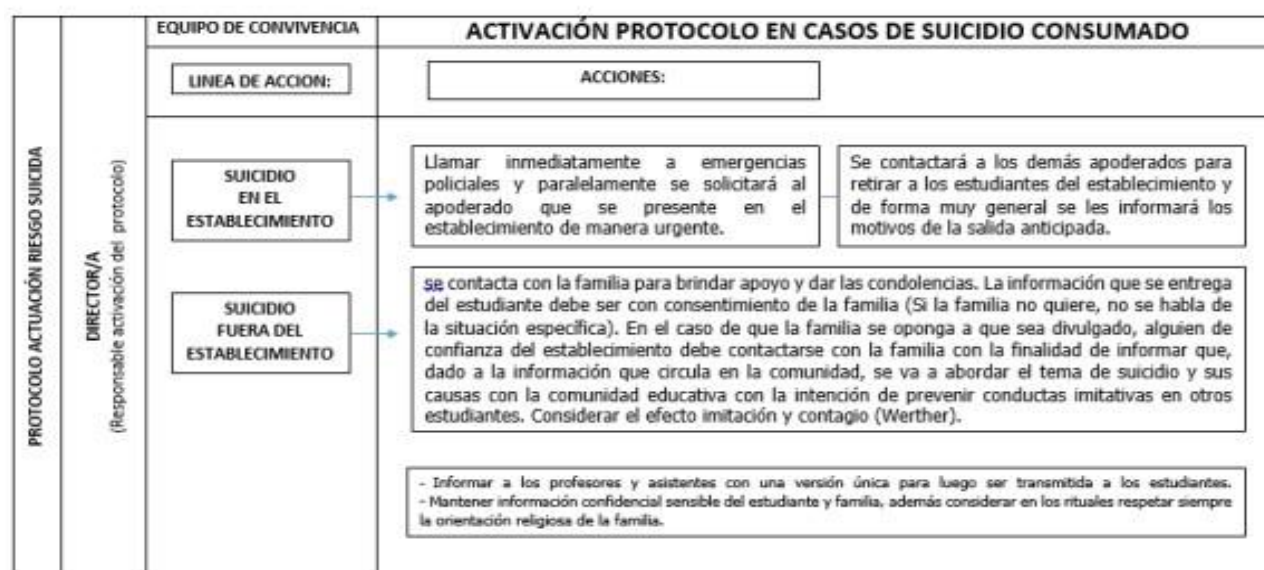 PROTOCOLO ACTUACIÓN RIESGO SUICIDA
DIRECTOR/A
(Responsable activación del protocolo)
EQUIPO DE CONVIVENCIA
ACTIVACIÓN PROTOCOLO EN CASOS DE SUICIDIO CONSUMADO
LINEA DE ACCION:
ACCIONES:
SUICIDIO
EN EL
ESTABLECIMIENTO
Llamar inmediatamente a emergencias
policiales y paralelamente se solicitará al
apoderado que se presente en el
establecimiento de manera urgente.
Se contactará a los demás apoderados para
retirar a los estudiantes del establecimiento y
de forma muy general se les informará los
motivos de la salida anticipada.
SUICIDIO
FUERA DEL
ESTABLECIMIENTO
se contacta con la familia para brindar apoyo y dar las condolencias. La información que se entrega
del estudiante debe ser con consentimiento de la familia (Si la familia no quiere, no se habla de
la situación específica). En el caso de que la familia se oponga a que sea divulgado, alguien de
confianza del establecimiento debe contactarse con la familia con la finalidad de informar que,
dado a la información que circula en la comunidad, se va a abordar el tema de suicidio y sus
causas con la comunidad educativa con la intención de prevenir conductas imitativas en otros
estudiantes. Considerar el efecto imitación y contagio (Werther).
- Informar a los profesores y asistentes con una versión única para luego ser transmitida a los estudiantes.
- Mantener información confidencial sensible del estudiante y familia, además considerar en los rituales respetar siempre
la orientación religiosa de la familia.